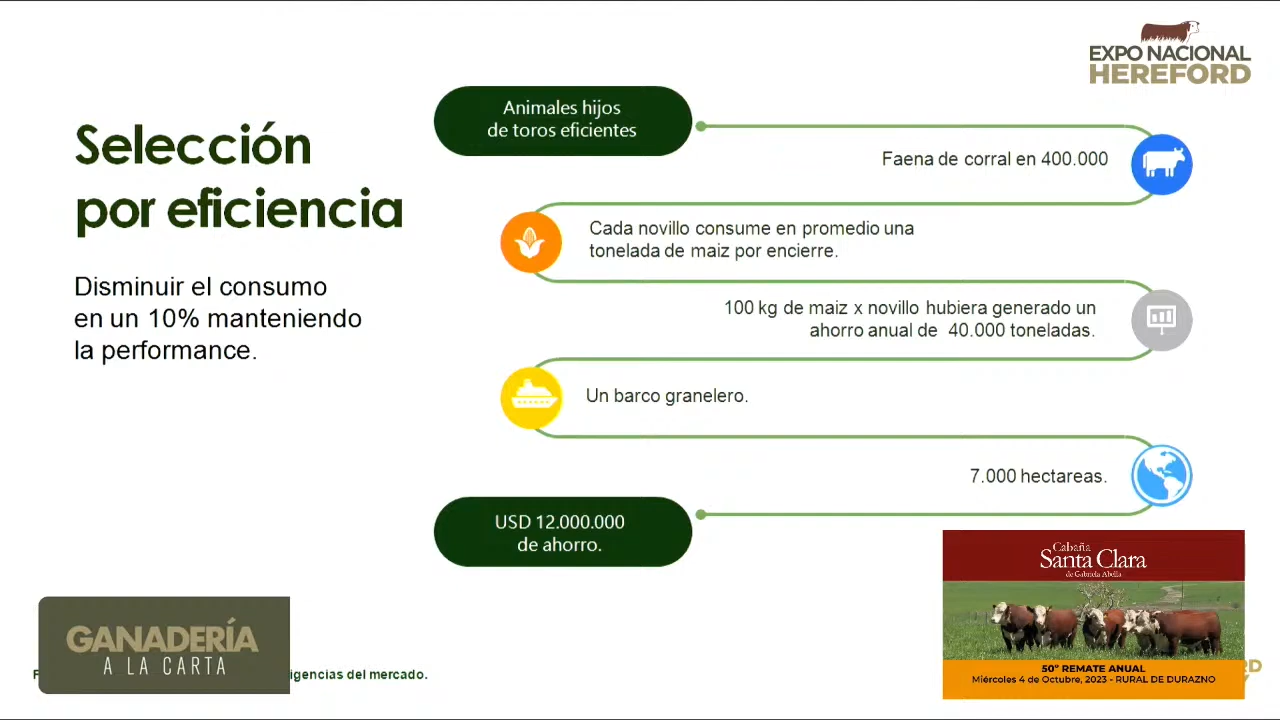 EXPO NACIONAL
HEREFORD
Selección
por eficiencia
Disminuir el consumo
en un 10% manteniendo
la performance.
Animales hijos
de toros eficientes
Faena de corral en 400.000
Cada novillo consume en promedio una
tonelada de maiz por encierre.
100 kg de maiz x novillo hubiera generado un
ahorro anual de 40.000 toneladas.
Un barco granelero.
7.000 hectareas.
USD 12.000.000
de ahorro.
Cabaña
Santa Clara
de Gabriela Abella
50º REMATE ANUAL
Miércoles 4 de Octubre, 2023 - RURAL DE DURAZNO
GANADERÍA
A LA CARTA
del mercado.